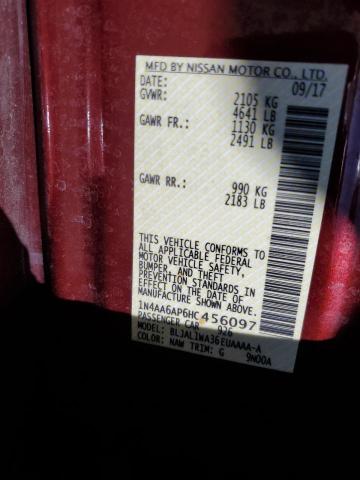 MFD BY NISSAN MOTOR CO., LTD.
DATE: 09/17
GVWR: 2105 KG
4641 LB
GAWR FR.: 1130 KG
2491 LB
GAWR RR.: 990 KG
2183 LB
THIS VEHICLE CONFORMS TO
ALL APPLICABLE FEDERAL
MOTOR VEHICLE SAFETY,
BUMPER, AND THEFT
PREVENTION STANDARDS IN
EFFECT ON THE DATE OF
MANUFACTURE SHOWN ABOVE.
1N4AA6AP6HC456097
PASSENGER CAR 926
MODEL: BLJALIWA36EUAAAA-A
COLOR: NAW TRIM: G 9N00A